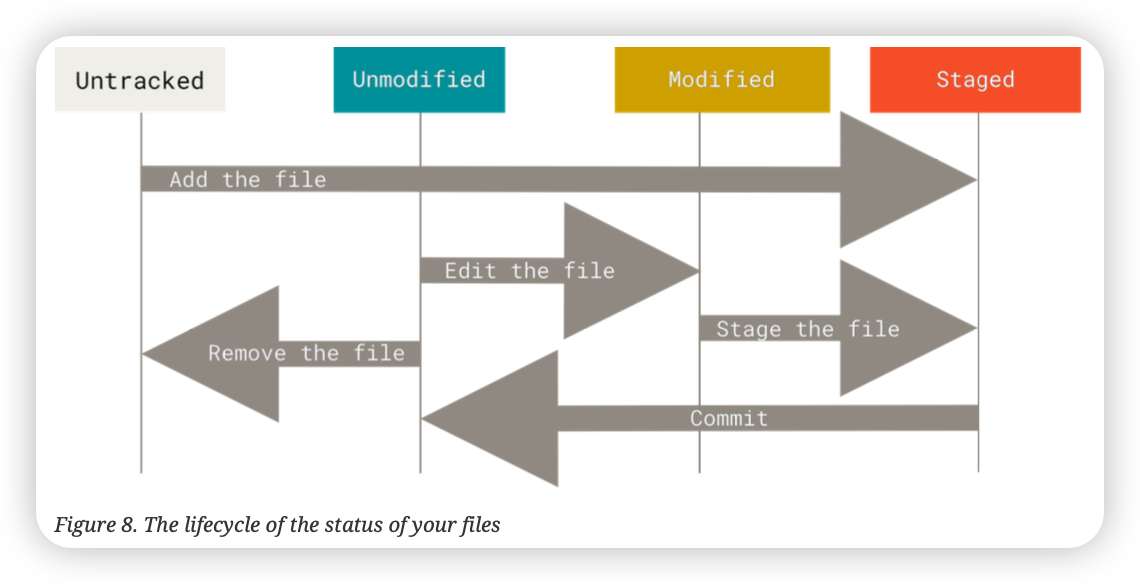 Untracked
Unmodified
Modified
Staged
Add the file
Edit the file
Stage the file
Remove the file
Commit
Figure 8. The lifecycle of the status of your files